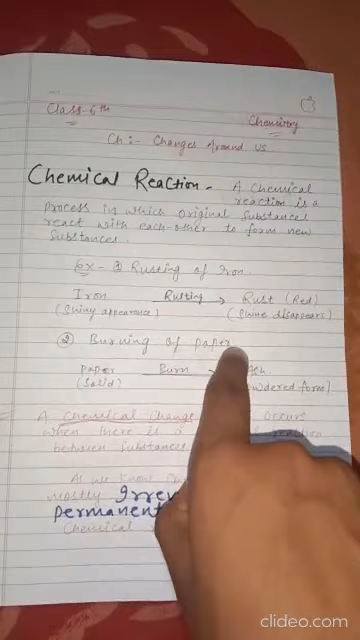 Class 6th
Chemistry
Ch:- Changes around us
Chemical Reaction - A Chemical
reaction is a
process in which original Substances
react with each-other to form new
Substances.
Ex- ① Rusting of Iron.
Iron Rusting → Rust (Red)
(Shiny appearance) (Shine disappears)
② Burning of paper
paper Burn
(Solid) powdered form)
A Chemical Change occurs
when there is a
between Substances
As we know
mostly
permanent
Chemical
clideo.com